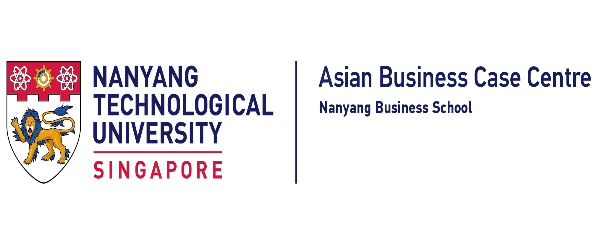 NANYANG
TECHNOLOGICAL
UNIVERSITY
SINGAPORE
Asian Business Case Centre
Nanyang Business School